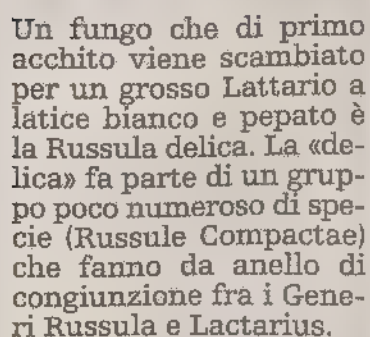 Un fungo che di primo
acchito viene scambiato
per un grosso Lattario a
latice bianco e pepato è
la Russula delica. La «de-
lica» fa parte di un grup-
po poco numeroso di spe-
cie (Russule Compactae)
che fanno da anello di
congiunzione fra i Gene-
ri Russula e Lactarius.